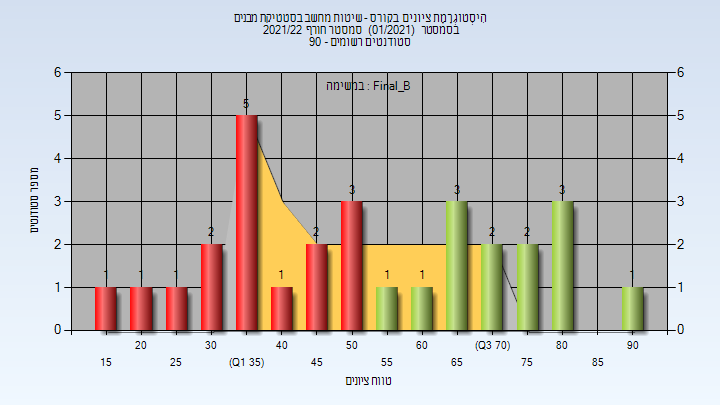 היסטוגרמת ציונים בקורס - שיטות מחשב בסטטיקת מבנים
בסמסטר (01/2021) סמסטר חורף 2021/22
סטודנטים רשומים - 90
במשימה : Final_B
6 6
5 5
4 4
3 3
2 2
1 1
0 0
5
3 3 3
2 2 2 2
1 1 1 1 1 1 1
מספר סטודנטים
20 30 40 50 60 (Q3 70) 80 90
15 25 (Q1 35) 45 55 65 75 85
טווח ציונים